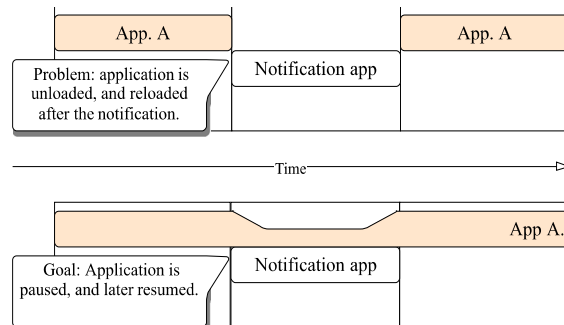 App. A
App. A
Notification app
Problem: application is
unloaded, and reloaded
after the notification.
Time
App A.
Notification app
Goal: Application is
paused, and later resumed.